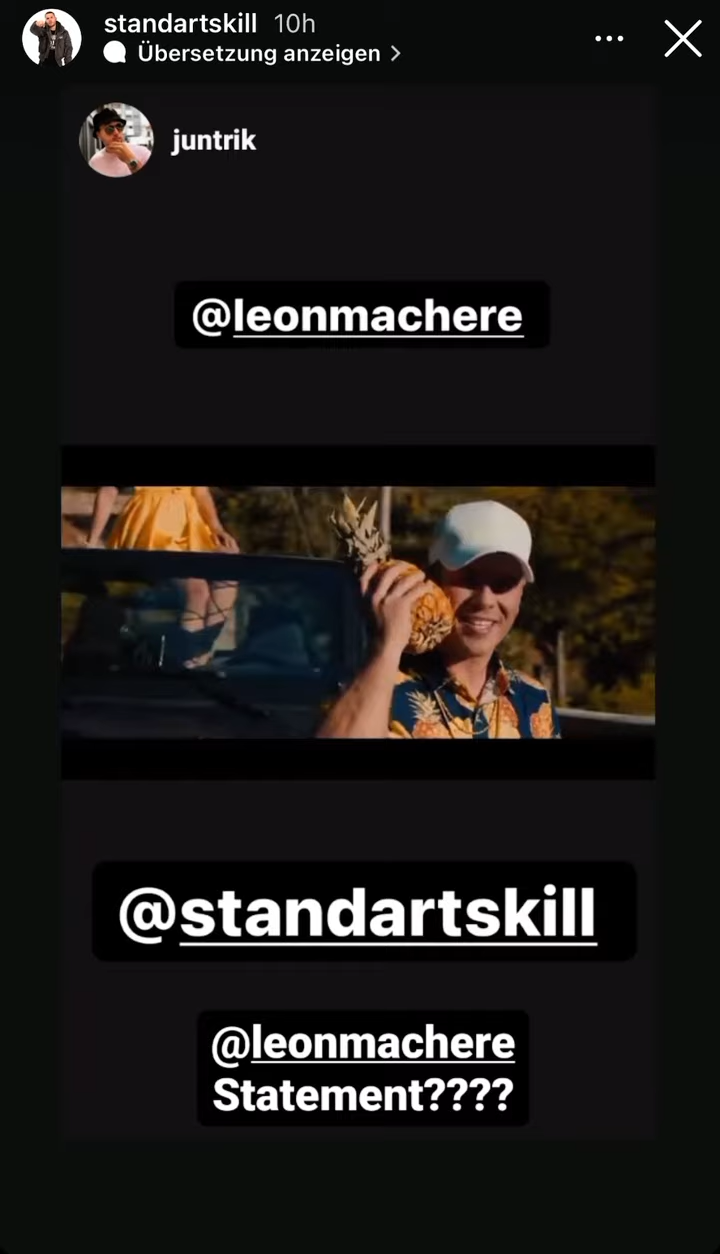 standartskill 10h
Übersetzung anzeigen >
juntrik
@leonmachere
@standartskill
@leonmachere
Statement????